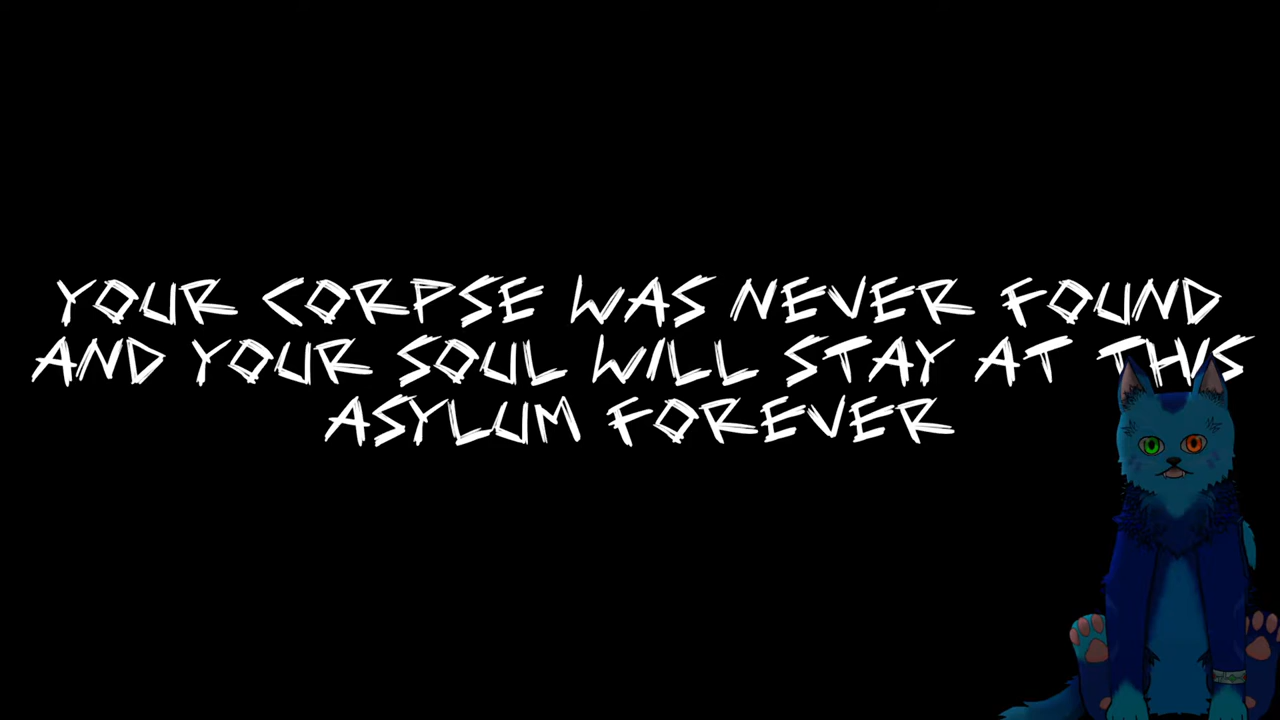 YOUR CORPSE WAS NEVER FOUND
AND YOUR SOUL WILL STAY AT THIS
ASYLUM FOREVER